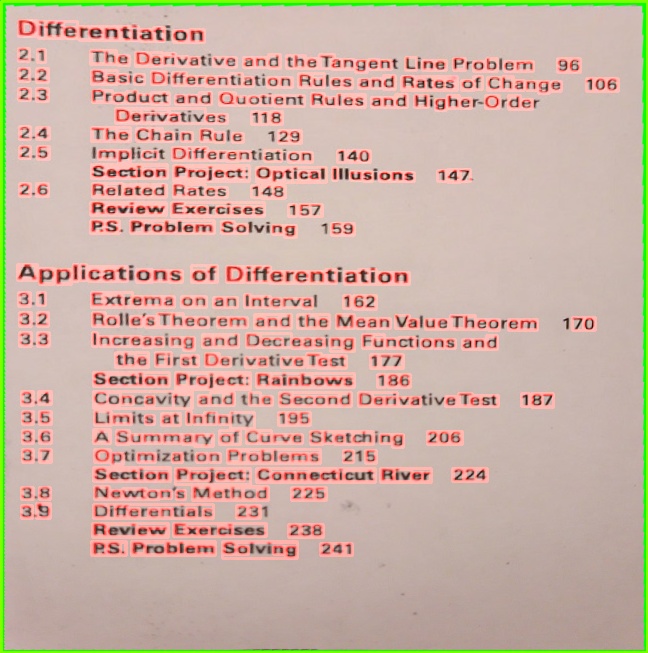 Differentiation
2.1 The Derivative and the Tangent Line Problem 96
2.2 Basic Differentiation Rules and Rates of Change 106
2.3 Product and Quotient Rules and Higher-Order
Derivatives 118
2.4 The Chain Rule 129
2.5 Implicit Differentiation 140
Section Project: Optical Illusions 147
2.6 Related Rates 148
Review Exercises 157
P.S. Problem Solving 159
Applications of Differentiation
3.1 Extrema on an Interval 162
3.2 Rolle's Theorem and the Mean Value Theorem 170
3.3 Increasing and Decreasing Functions and
the First Derivative Test 177
Section Project: Rainbows 186
3.4 Concavity and the Second Derivative Test 187
3.5 Limits at Infinity 195
3.6 A Summary of Curve Sketching 206
3.7 Optimization Problems 215
Section Project: Connecticut River 224
3.8 Newton's Method 225
3.9 Differentials 231
Review Exercises 238
P.S. Problem Solving 241